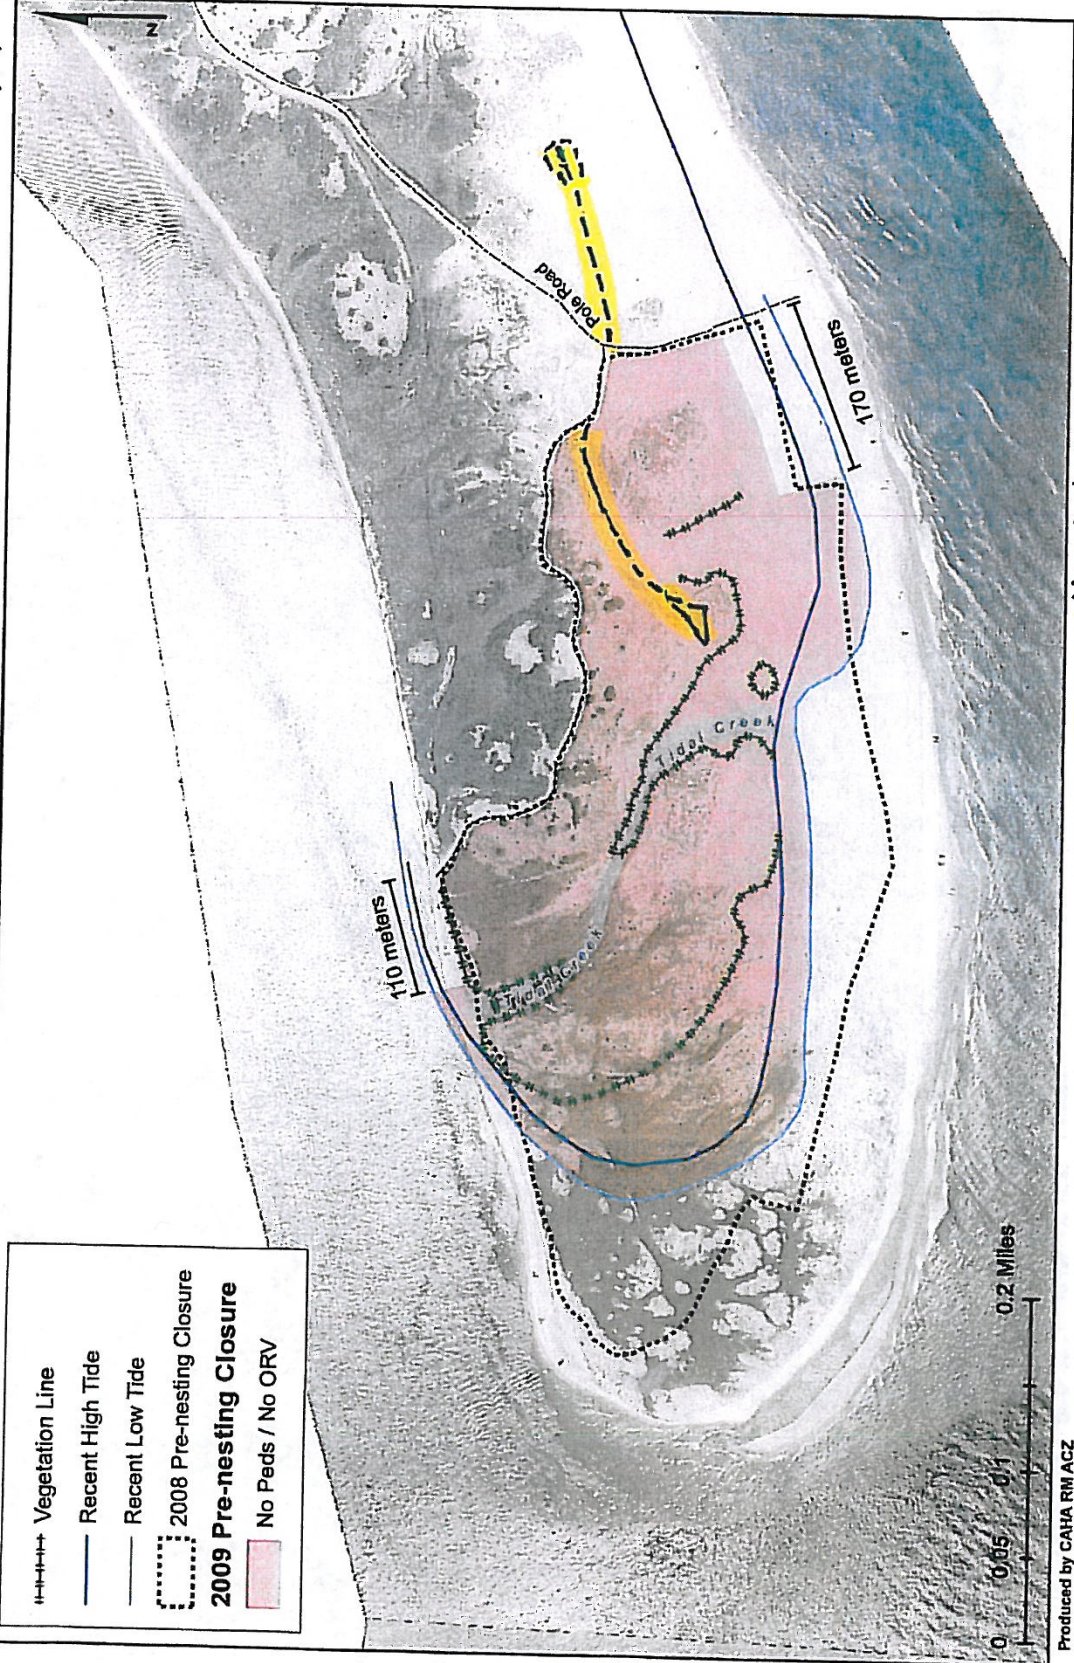 Vegetation Line
Recent High Tide
Recent Low Tide
2008 Pre-nesting Closure
2009 Pre-nesting Closure
No Peds / No ORV
N
Pole Road
110 meters
170 meters
Tidal Creek
Tidal Creek
0 0.05 0.1 0.2 Miles
Produced by CAHA RM ACZ